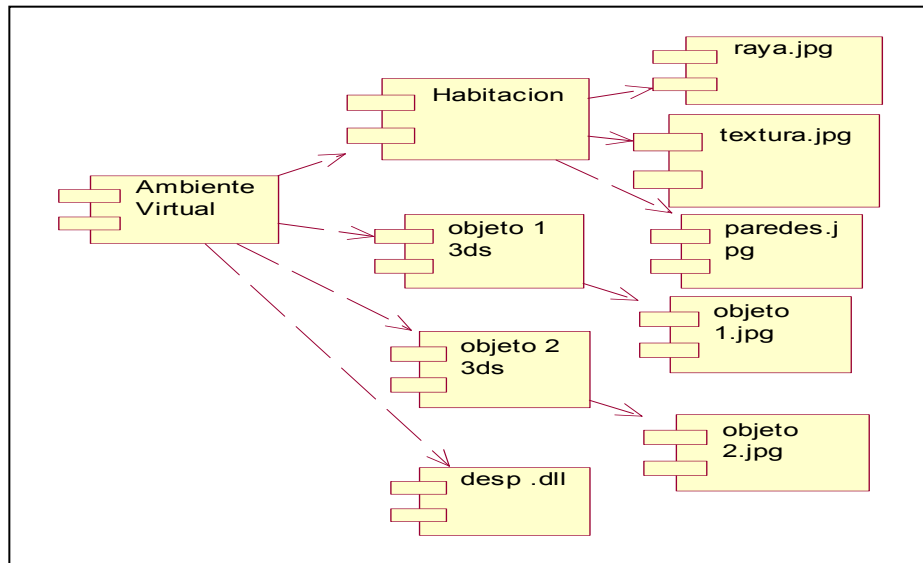 raya.jpg
Habitacion
textura.jpg
Ambiente
Virtual
objeto 1
3ds
paredes.j
pg
objeto
1.jpg
objeto 2
3ds
objeto
2.jpg
desp .dll